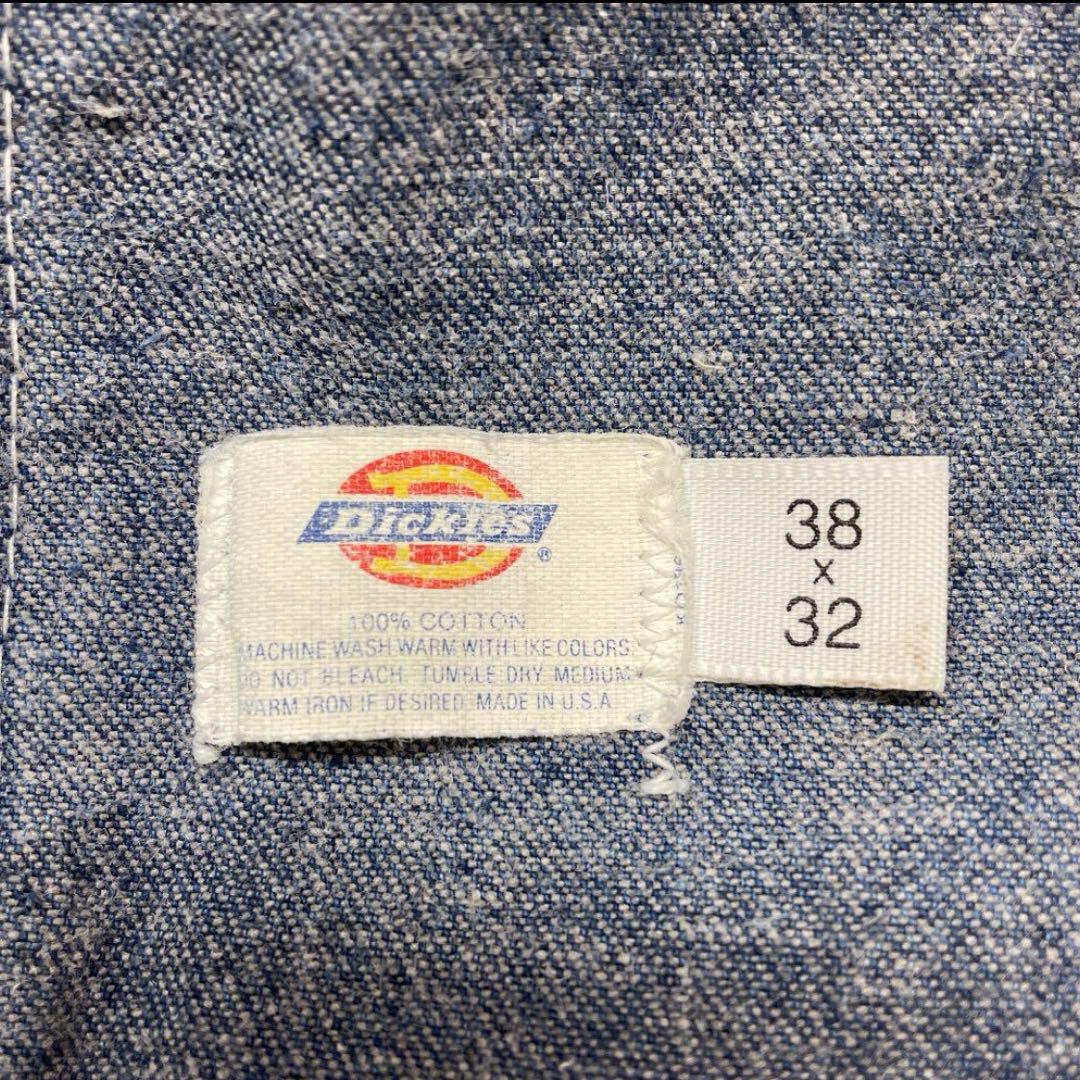 Dickies
®
100% COTTON
MACHINE WASH WARM WITH LIKE COLORS.
DO NOT BLEACH. TUMBLE DRY MEDIUM
WARM IRON IF DESIRED. MADE IN U.S.A.
38
x
32